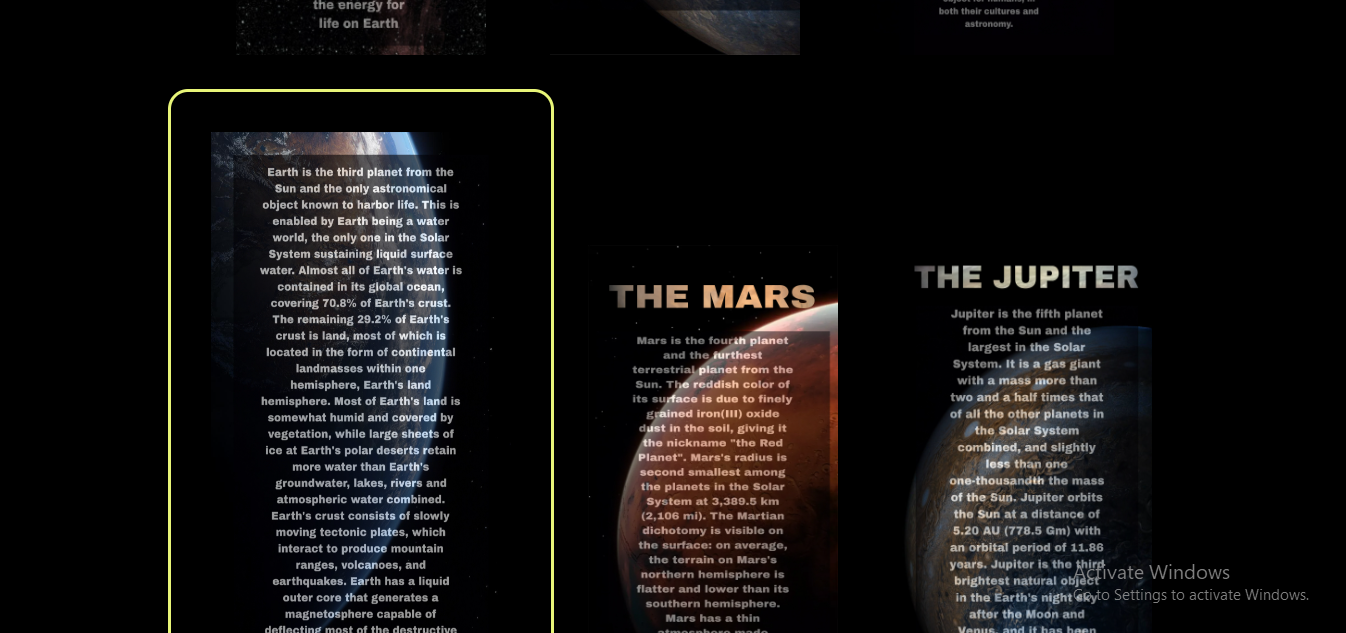 the energy for
life on Earth
both their cultures and
astronomy.
Earth is the third planet from the
Sun and the only astronomical
object known to harbor life. This is
enabled by Earth being a water
world, the only one in the Solar
System sustaining liquid surface
water. Almost all of Earth's water is
contained in its global ocean,
covering 70.8% of Earth's crust.
The remaining 29.2% of Earth's
crust is land, most of which is
located in the form of continental
landmasses within one
hemisphere, Earth's land
hemisphere. Most of Earth's land is
somewhat humid and covered by
vegetation, while large sheets of
ice at Earth's polar deserts retain
more water than Earth's
groundwater, lakes, rivers and
atmospheric water combined.
Earth's crust consists of slowly
moving tectonic plates, which
interact to produce mountain
ranges, volcanoes, and
earthquakes. Earth has a liquid
outer core that generates a
magnetosphere capable of
deflecting most of the destructive
THE MARS
Mars is the fourth planet
and the furthest
terrestrial planet from the
Sun. The reddish color of
its surface is due to finely
grained iron(III) oxide
dust in the soil, giving it
the nickname "the Red
Planet". Mars's radius is
second smallest among
the planets in the Solar
System at 3,389.5 km
(2,106 mi). The Martian
dichotomy is visible on
the surface: on average,
the terrain on Mars's
northern hemisphere is
flatter and lower than its
southern hemisphere.
Mars has a thin
atmosphere made
THE JUPITER
Jupiter is the fifth planet
from the Sun and the
largest in the Solar
System. It is a gas giant
with a mass more than
two and a half times that
of all the other planets in
the Solar System
combined, and slightly
less than one
one-thousandth the mass
of the Sun. Jupiter orbits
the Sun at a distance of
5.20 AU (778.5 Gm) with
an orbital period of 11.86
years. Jupiter is the third
brightest natural object
in the Earth's night sky
after the Moon and
Venus, and it has been
Activate Windows
Go to Settings to activate Windows.